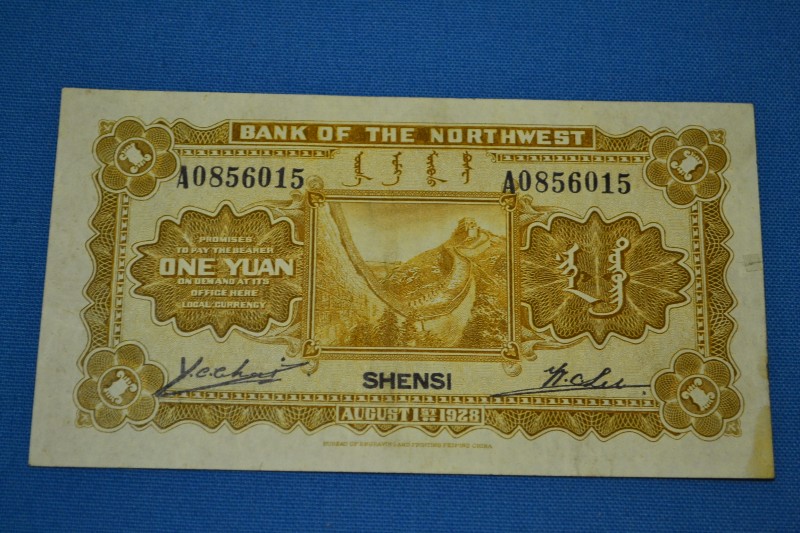 BANK OF THE NORTHWEST
A0856015 A0856015
PROMISES
TO PAY THE BEARER
ONE YUAN
ON DEMAND AT ITS
OFFICE HERE
LOCAL CURRENCY
SHENSI
AUGUST 1ST 1928
BUREAU OF ENGRAVING AND PRINTING PEKING CHINA